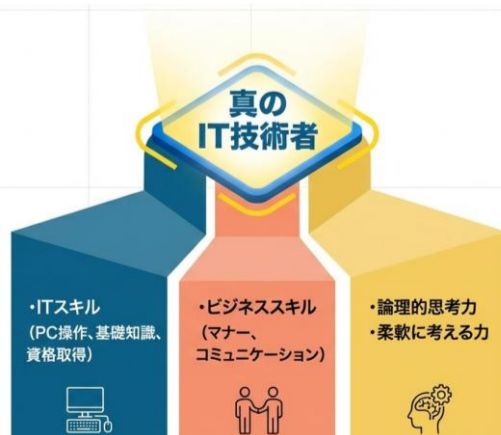 真の
IT技術者
・ITスキル
(PC操作、基礎知識、
資格取得)
・ビジネススキル
(マナー、
コミュニケーション)
・論理的思考力
・柔軟に考える力